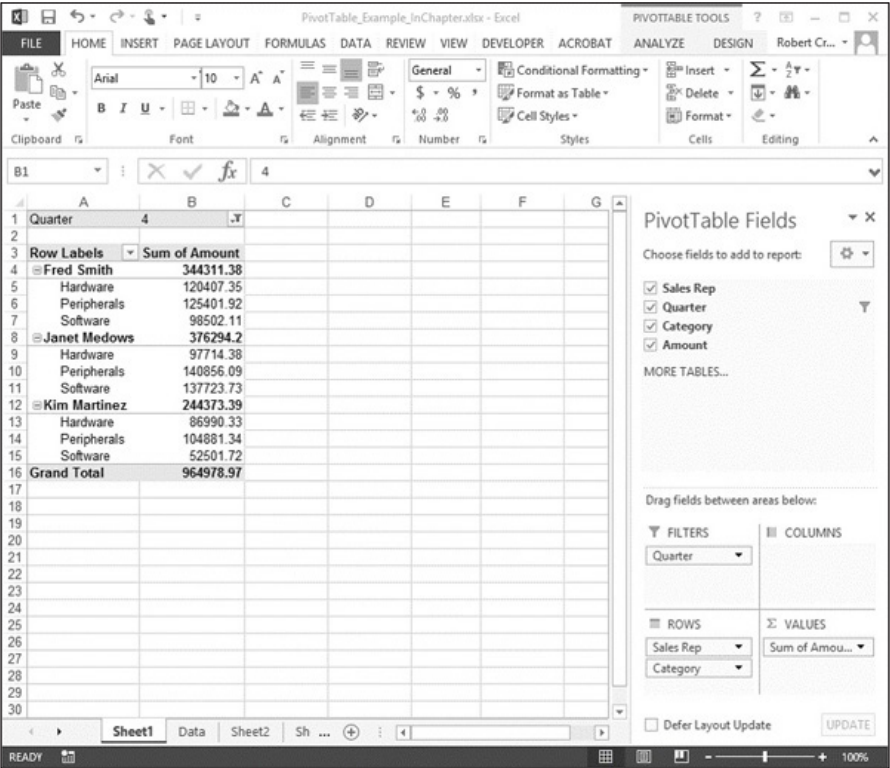 PivotTable_Example_InChapter.xlsx - Excel PIVOTTABLE TOOLS ?
FILE HOME INSERT PAGE LAYOUT FORMULAS DATA REVIEW VIEW DEVELOPER ACROBAT ANALYZE DESIGN Robert Cr...
Arial 10 A A General Conditional Formatting Insert Σ
Paste B I U A $ % , Format as Table Delete
Cell Styles Format
Clipboard Font Alignment Number Styles Cells Editing
B1 fx 4
A B C D E F G
1 Quarter 4
2
3 Row Labels Sum of Amount
4 Fred Smith 344311.38
5 Hardware 120407.35
6 Peripherals 125401.92
7 Software 98502.11
8 Janet Medows 376294.2
9 Hardware 97714.38
10 Peripherals 140856.09
11 Software 137723.73
12 Kim Martinez 244373.39
13 Hardware 86990.33
14 Peripherals 104881.34
15 Software 52501.72
16 Grand Total 964978.97
17
18
19
20
21
22
23
24
25
26
27
28
29
30
PivotTable Fields
Choose fields to add to report:
Sales Rep
Quarter
Category
Amount
MORE TABLES...
Drag fields between areas below:
FILTERS COLUMNS
Quarter
ROWS Σ VALUES
Sales Rep Sum of Amou...
Category
Defer Layout Update UPDATE
Sheet1 Data Sheet2 Sh ...
READY 100%